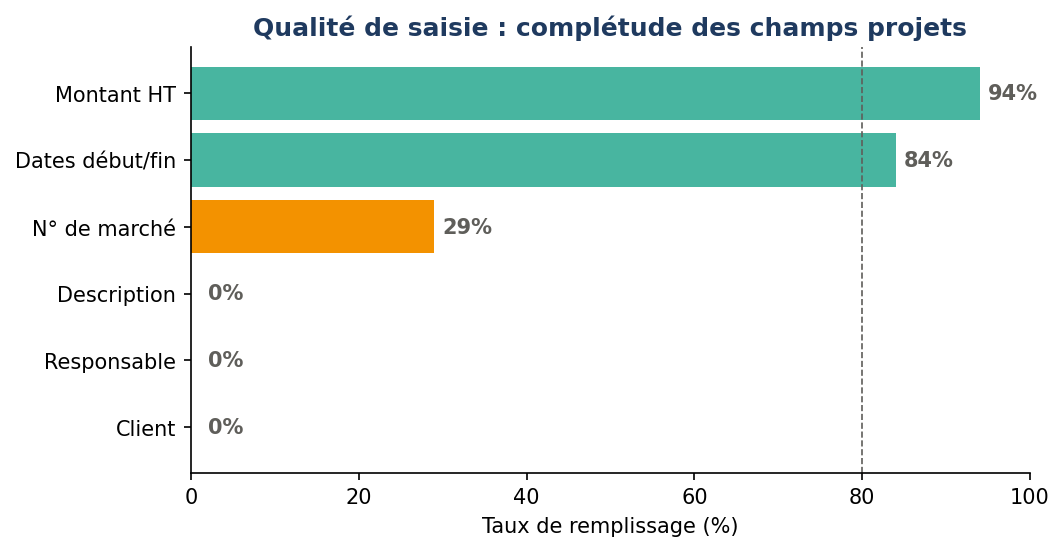 Qualité de saisie : complétude des champs projets
Montant HT 94%
Dates début/fin 84%
N° de marché 29%
Description 0%
Responsable 0%
Client 0%
0 20 40 60 80 100
Taux de remplissage (%)